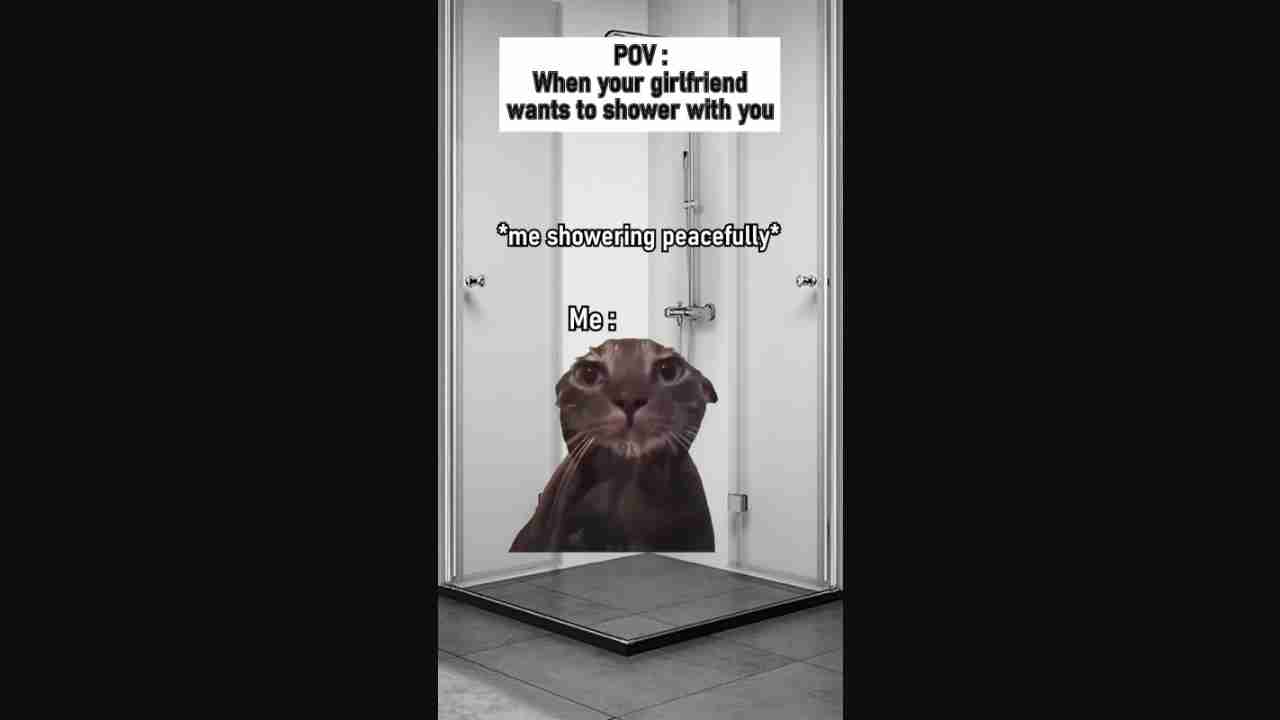 POV :
When your girlfriend
wants to shower with you
*me showering peacefully*
Me :